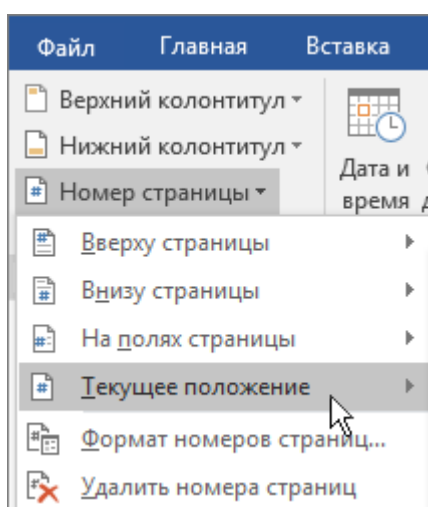 Файл Главная Вставка
Верхний колонтитул
Нижний колонтитул
Номер страницы
Дата и
время
Вверху страницы
Внизу страницы
На полях страницы
Текущее положение
Формат номеров страниц...
Удалить номера страниц